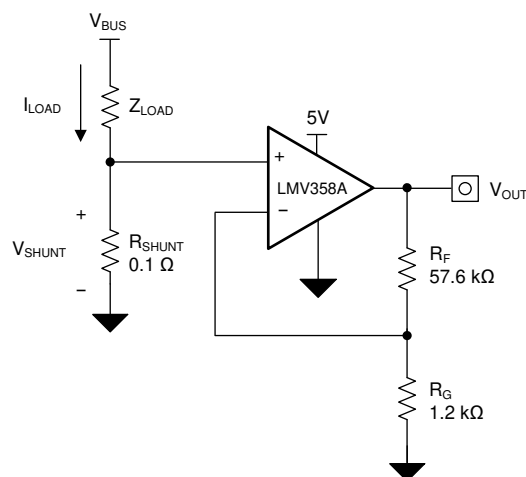 VBUS
ILOAD
ZLOAD
5V
+
LMV358A
−
VOUT
+
VSHUNT
−
RSHUNT
0.1 Ω
RF
57.6 kΩ
RG
1.2 kΩ